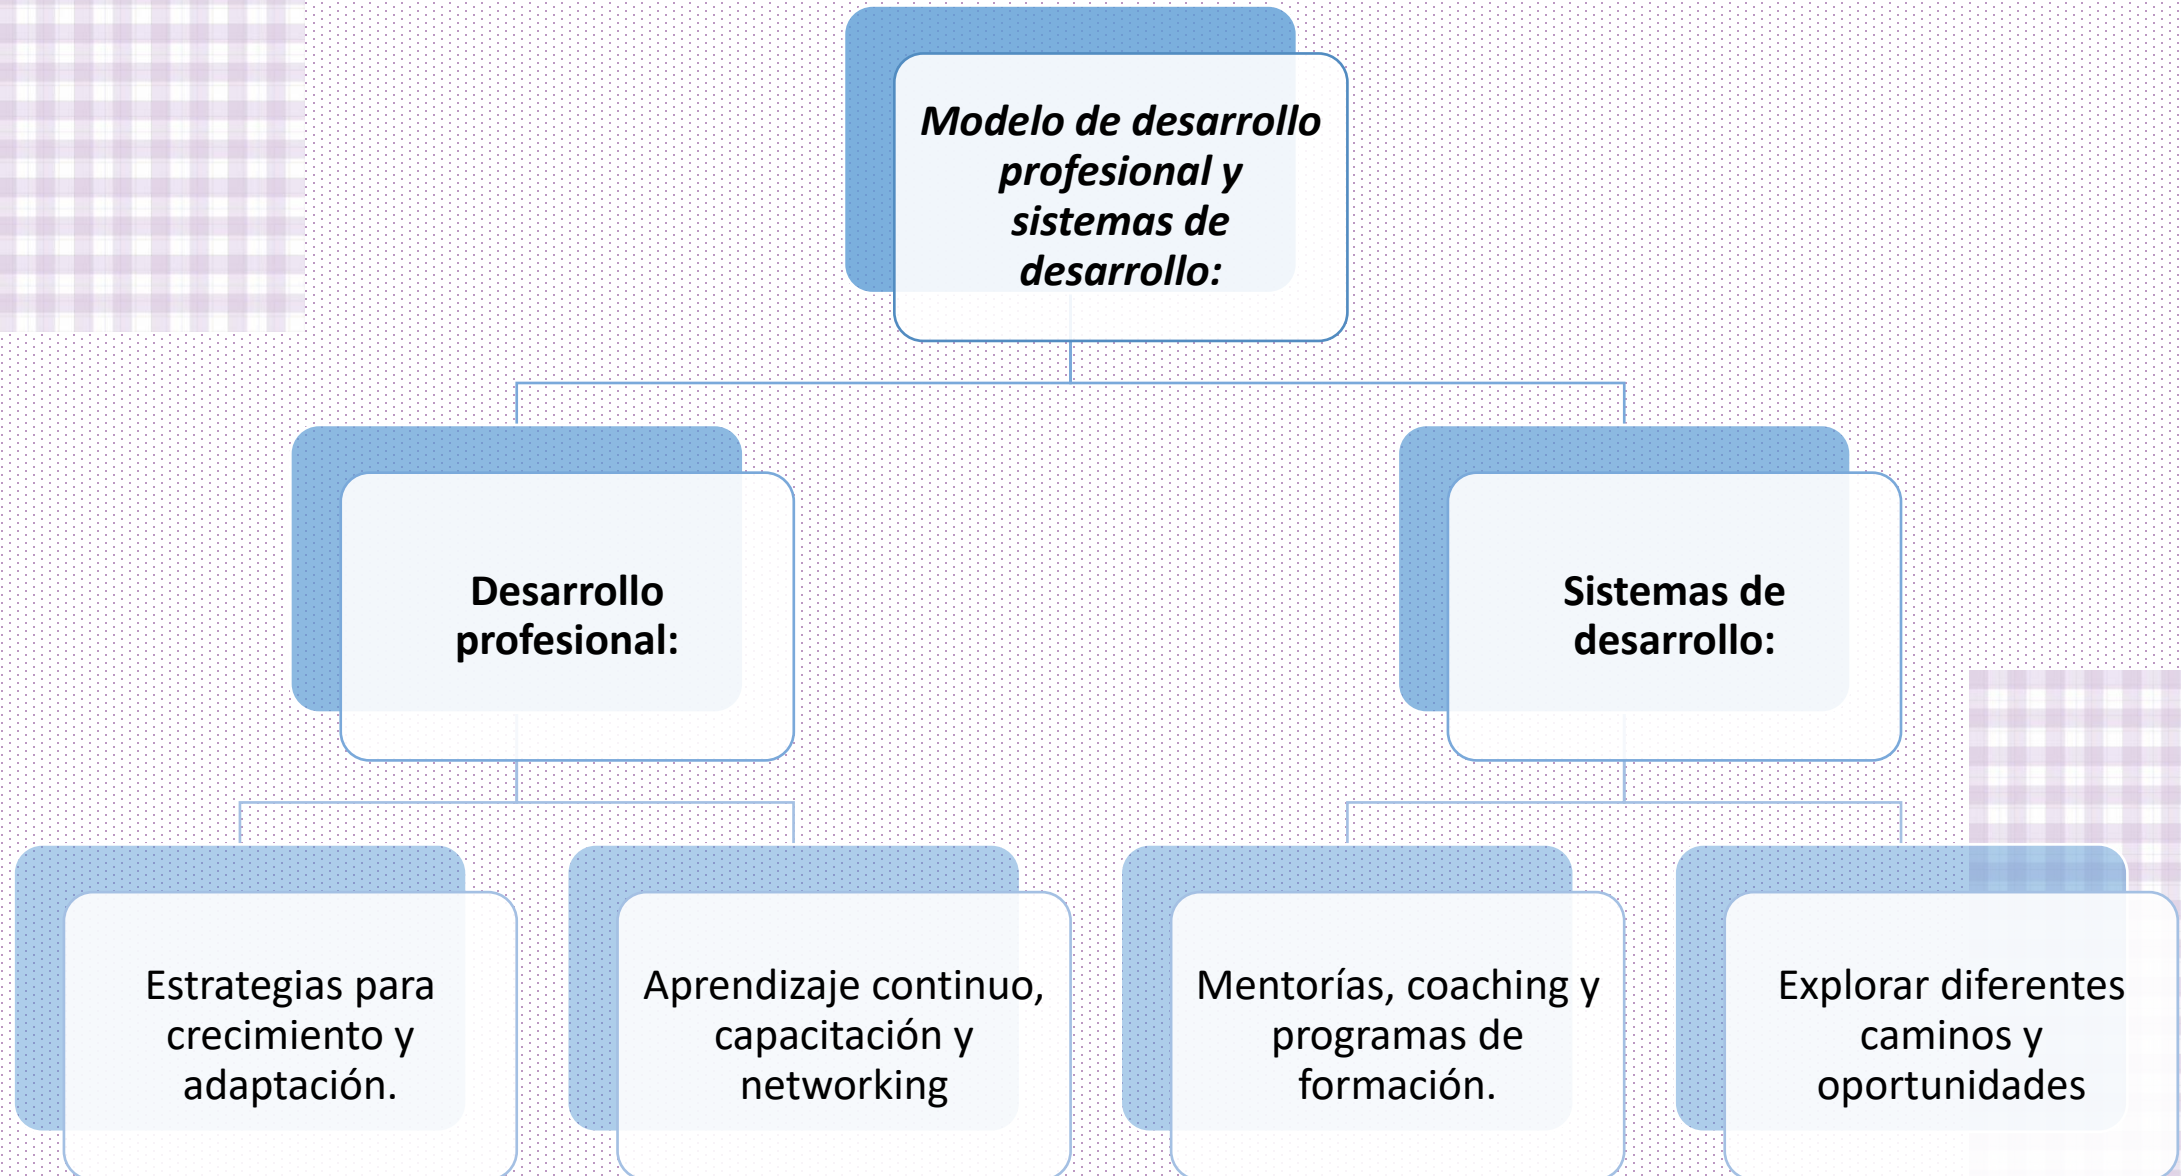 Modelo de desarrollo
profesional y
sistemas de
desarrollo:
Desarrollo
profesional:
Sistemas de
desarrollo:
Estrategias para
crecimiento y
adaptación.
Aprendizaje continuo,
capacitación y
networking
Mentorías, coaching y
programas de
formación.
Explorar diferentes
caminos y
oportunidades